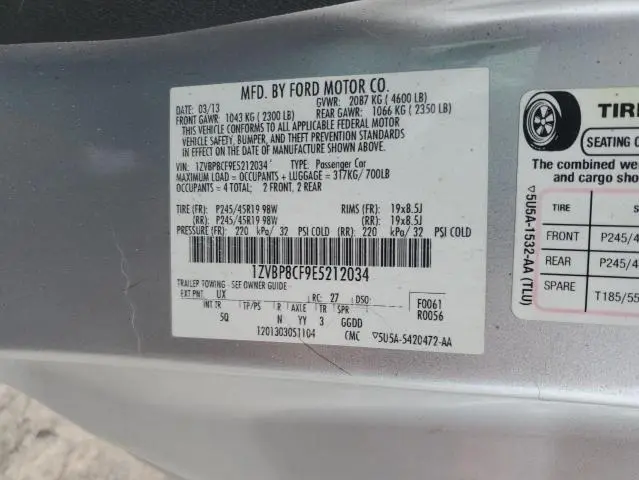 MFD. BY FORD MOTOR CO.
DATE: 03/13 GVWR: 2087 KG (4600 LB)
FRONT GAWR: 1043 KG (2300 LB) REAR GAWR: 1066 KG (2350 LB)
THIS VEHICLE CONFORMS TO ALL APPLICABLE FEDERAL MOTOR
VEHICLE SAFETY, BUMPER, AND THEFT PREVENTION STANDARDS
IN EFFECT ON THE DATE OF MANUFACTURE SHOWN ABOVE.
VIN: 1ZVBP8CF9E5212034 TYPE: Passenger Car
MAXIMUM LOAD = OCCUPANTS + LUGGAGE = 317KG/700LB
OCCUPANTS = 4 TOTAL; 2 FRONT, 2 REAR
TIRE (FR): P245/45R19 98W RIMS (FR): 19x8.5J
(RR): P245/45R19 98W (RR): 19x8.5J
PRESSURE (FR): 220 kPa/ 32 PSI COLD (RR): 220 kPa/ 32 PSI COLD
1ZVBP8CF9E5212034
TRAILER TOWING - SEE OWNER GUIDE
EXT PNT: UX RC: 27 DSO: F0061
INT TR TP/PS R AXLE TR SPR R0056
5Q N YY 3 GGDD
CMC ▽5U5A-5420472-AA
▽5U5A-1532-AA (TLU)
TIRE
SEATING
The combined
and cargo
TIRE
FRONT P245/4
REAR P245/4
SPARE T185/55